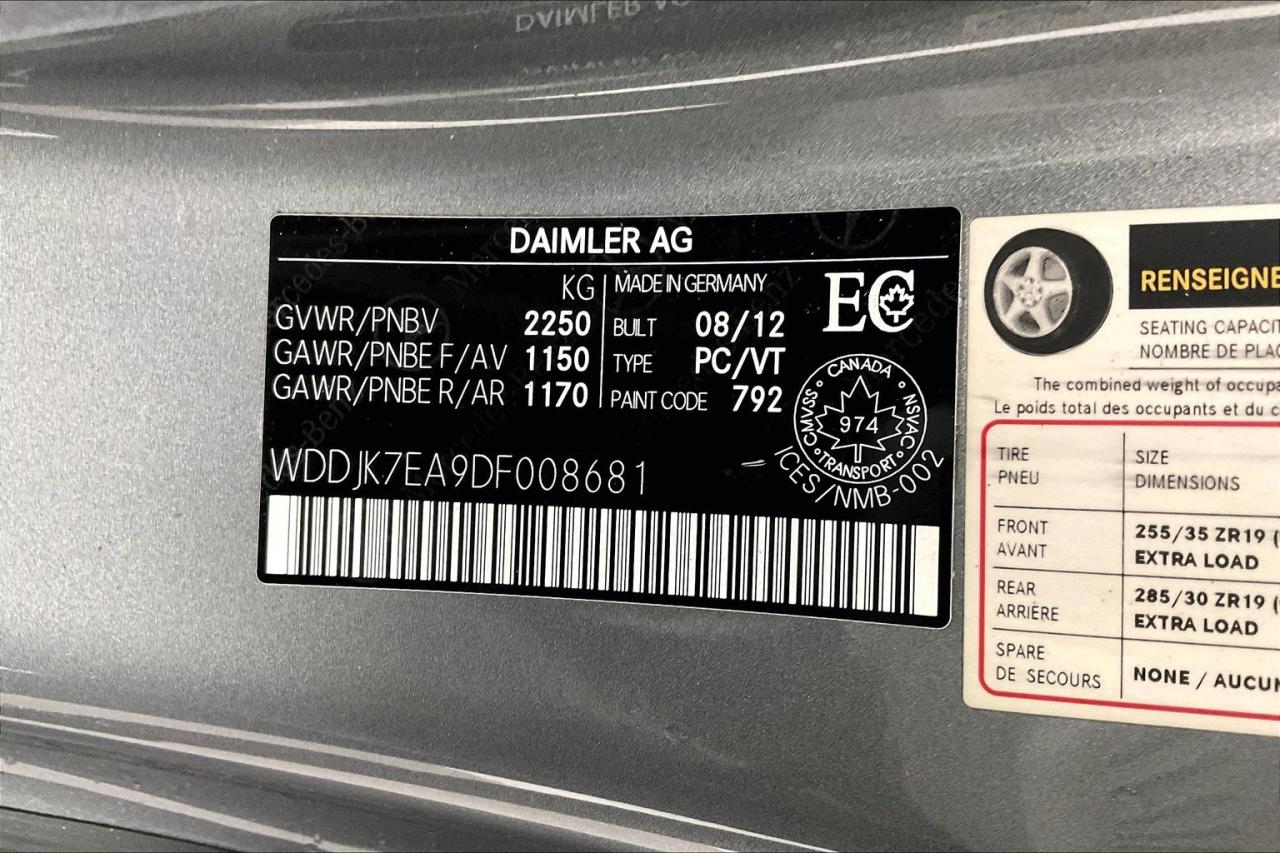 DAIMLER AG
DAIMLER AG
KG
GVWR/PNBV 2250
GAWR/PNBE F/AV 1150
GAWR/PNBE R/AR 1170
MADE IN GERMANY
BUILT 08/12
TYPE PC/VT
PAINT CODE 792
EC
CANADA
CMVSS NSVAC
974
TRANSPORT
ICES/NMB-002
WDDJK7EA9DF008681
RENSEIGNE
SEATING CAPACIT
NOMBRE DE PLAC
The combined weight of occupa
Le poids total des occupants et du c
TIRE
PNEU
SIZE
DIMENSIONS
FRONT
AVANT
255/35 ZR19 (
EXTRA LOAD
REAR
ARRIÈRE
285/30 ZR19 (
EXTRA LOAD
SPARE
DE SECOURS
NONE / AUCUN